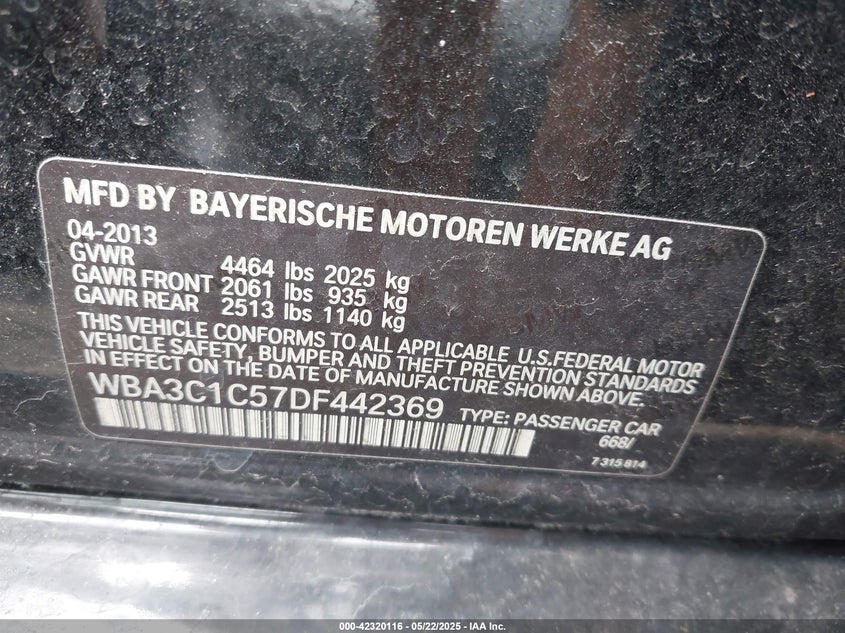 MFD BY BAYERISCHE MOTOREN WERKE AG
04-2013
GVWR 4464 lbs 2025 kg
GAWR FRONT 2061 lbs 935 kg
GAWR REAR 2513 lbs 1140 kg
THIS VEHICLE CONFORMS TO ALL APPLICABLE U.S.FEDERAL MOTOR
VEHICLE SAFETY, BUMPER AND THEFT PREVENTION STANDARDS
IN EFFECT ON THE DATE OF MANUFACTURE SHOWN ABOVE.
WBA3C1C57DF442369 TYPE: PASSENGER CAR
668/
7 315 814
000-42320116 - 05/22/2025 - IAA Inc.